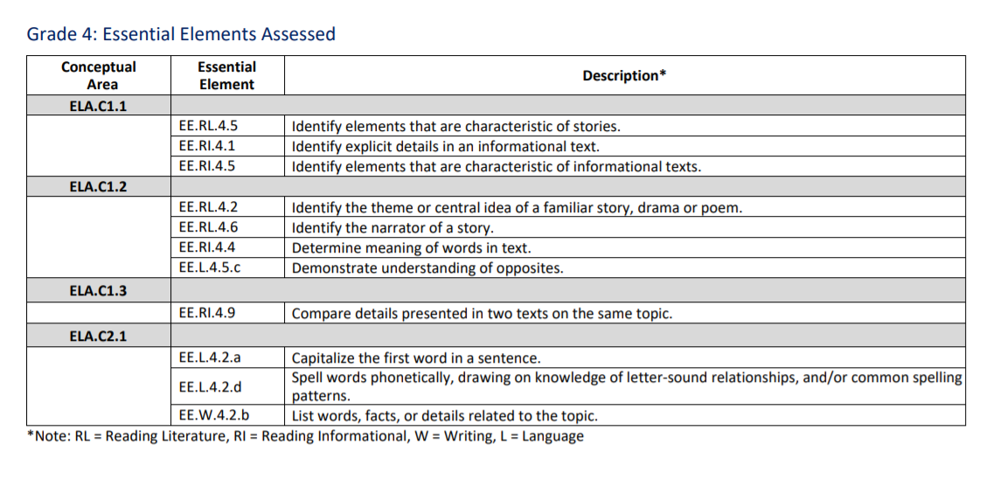 Grade 4: Essential Elements Assessed
Conceptual Area Essential Element Description*
ELA.C1.1
EE.RL.4.5 Identify elements that are characteristic of stories.
EE.RI.4.1 Identify explicit details in an informational text.
EE.RI.4.5 Identify elements that are characteristic of informational texts.
ELA.C1.2
EE.RL.4.2 Identify the theme or central idea of a familiar story, drama or poem.
EE.RL.4.6 Identify the narrator of a story.
EE.RI.4.4 Determine meaning of words in text.
EE.L.4.5.c Demonstrate understanding of opposites.
ELA.C1.3
EE.RI.4.9 Compare details presented in two texts on the same topic.
ELA.C2.1
EE.L.4.2.a Capitalize the first word in a sentence.
EE.L.4.2.d Spell words phonetically, drawing on knowledge of letter-sound relationships, and/or common spelling
patterns.
EE.W.4.2.b List words, facts, or details related to the topic.
*Note: RL = Reading Literature, RI = Reading Informational, W = Writing, L = Language